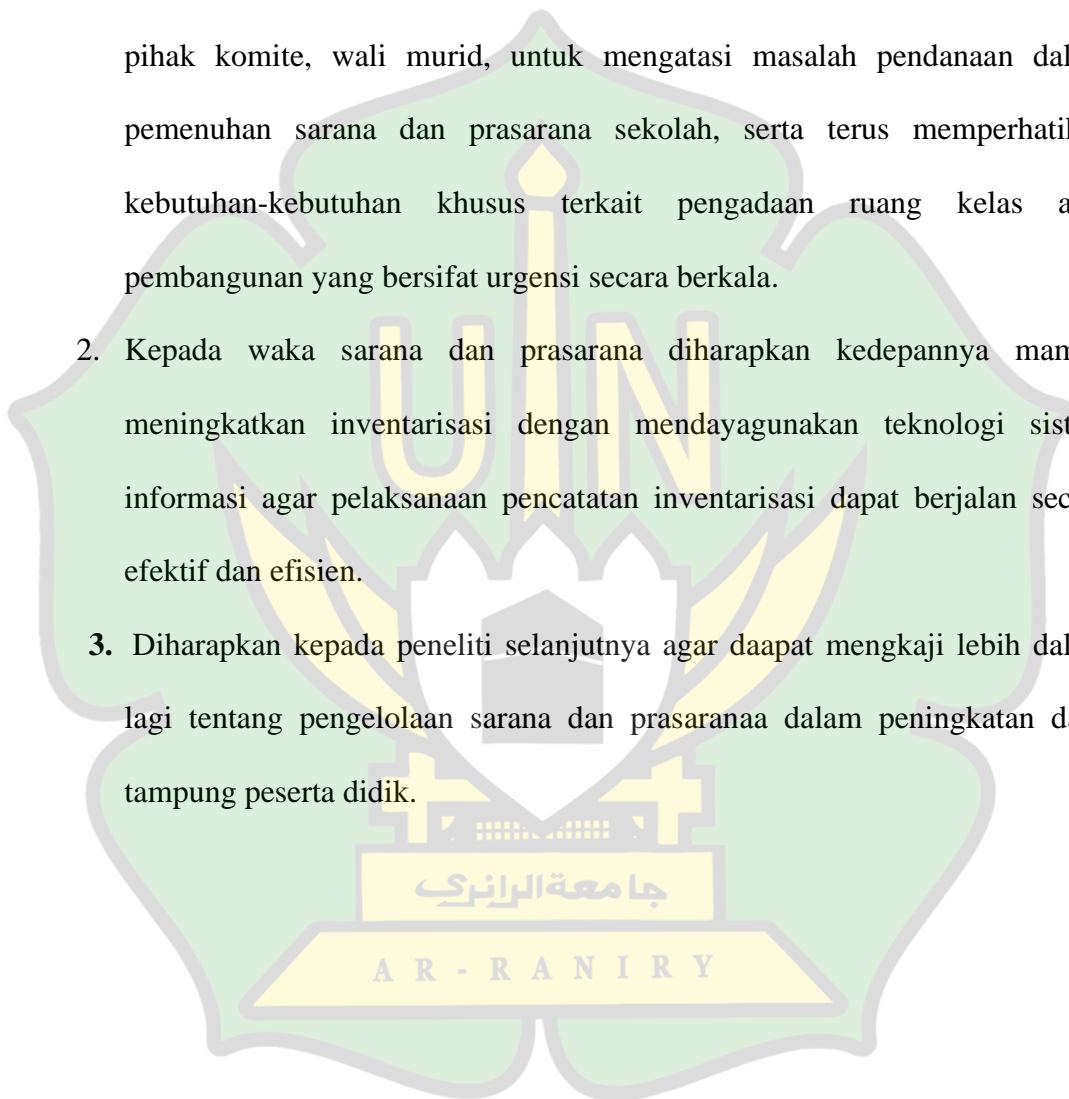 pihak komite, wali murid, untuk mengatasi masalah pendanaan dal
pemenuhan sarana dan prasarana sekolah, serta terus memperhatil
kebutuhan-kebutuhan khusus terkait pengadaan ruang kelas a
pembangunan yang bersifat urgensi secara berkala.
2. Kepada waka sarana dan prasarana diharapkan kedepannya mam
meningkatkan inventarisasi dengan mendayagunakan teknologi sist
informasi agar pelaksanaan pencatatan inventarisasi dapat berjalan sec
efektif dan efisien.
3. Diharapkan kepada peneliti selanjutnya agar daapat mengkaji lebih dal
lagi tentang pengelolaan sarana dan prasaranaa dalam peningkatan da
tampung peserta didik.
UIN
جامعة الرانري
AR-RANIRY